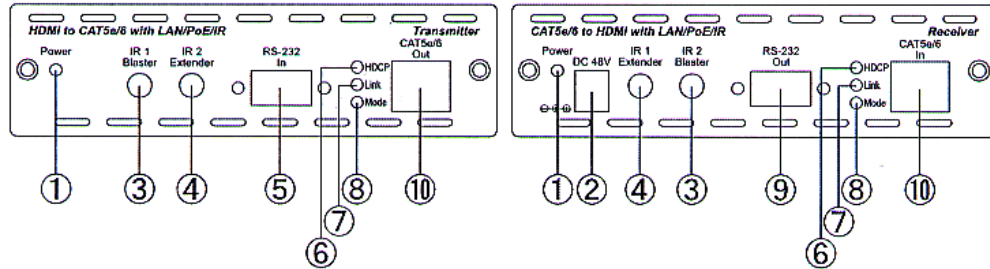 HDMI to CAT5e/6 with LAN/PoE/IR
Transmitter
Power
IR 1
Blaster
IR 2
Extender
RS-232
In
HDCP
Link
Mode
CAT5e/6
Out
①
③
④
⑤
⑥
⑦
⑧
⑩
CAT5e/6 to HDMI with LAN/PoE/IR
Receiver
Power
DC 48V
IR 1
Extender
IR 2
Blaster
RS-232
Out
HDCP
Link
Mode
CAT5e/6
In
①
②
④
③
⑨
⑥
⑦
⑧
⑩